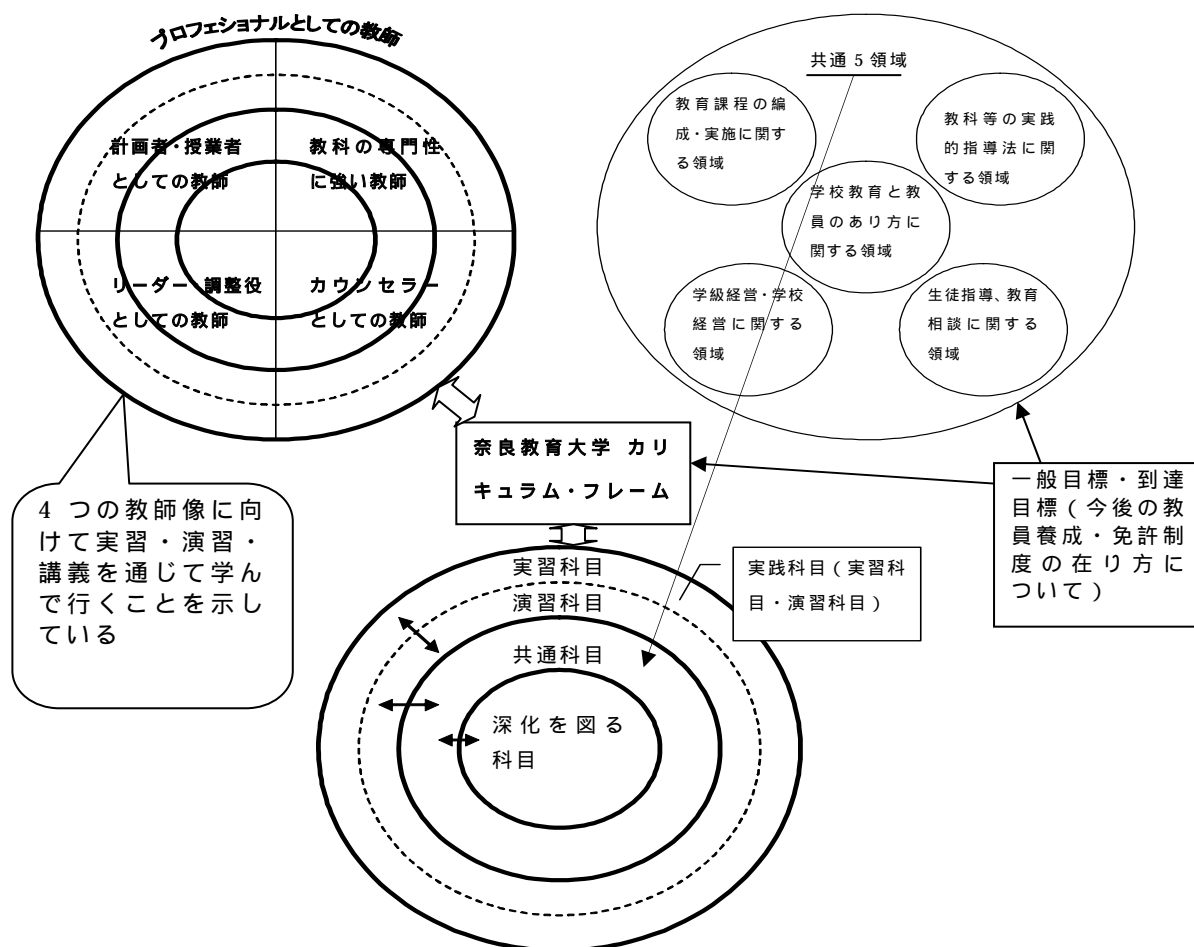 プロフェショナルとしての教師
計画者・授業者
としての教師
教科の専門性
に強い教師
リーダー 調整役
としての教師
カウンセラー
としての教師
共通5領域
教育課程の編
成・実施に関す
る領域
教科等の実践
的指導法に関
する領域
学校教育と教
員のあり方に
関する領域
学級経営・学校
経営に関する
領域
生徒指導、教育
相談に関する
領域
奈良教育大学 カリ
キュラム・フレーム
一般目標・到達
目標(今後の教
員養成・免許制
度の在り方に
ついて)
4 つの教師像に向
けて実習・演習・
講義を通じて学ん
で行くことを示し
ている
実習科目
演習科目
共通科目
深化を図る
科目
実践科目(実習科
目・演習科目)